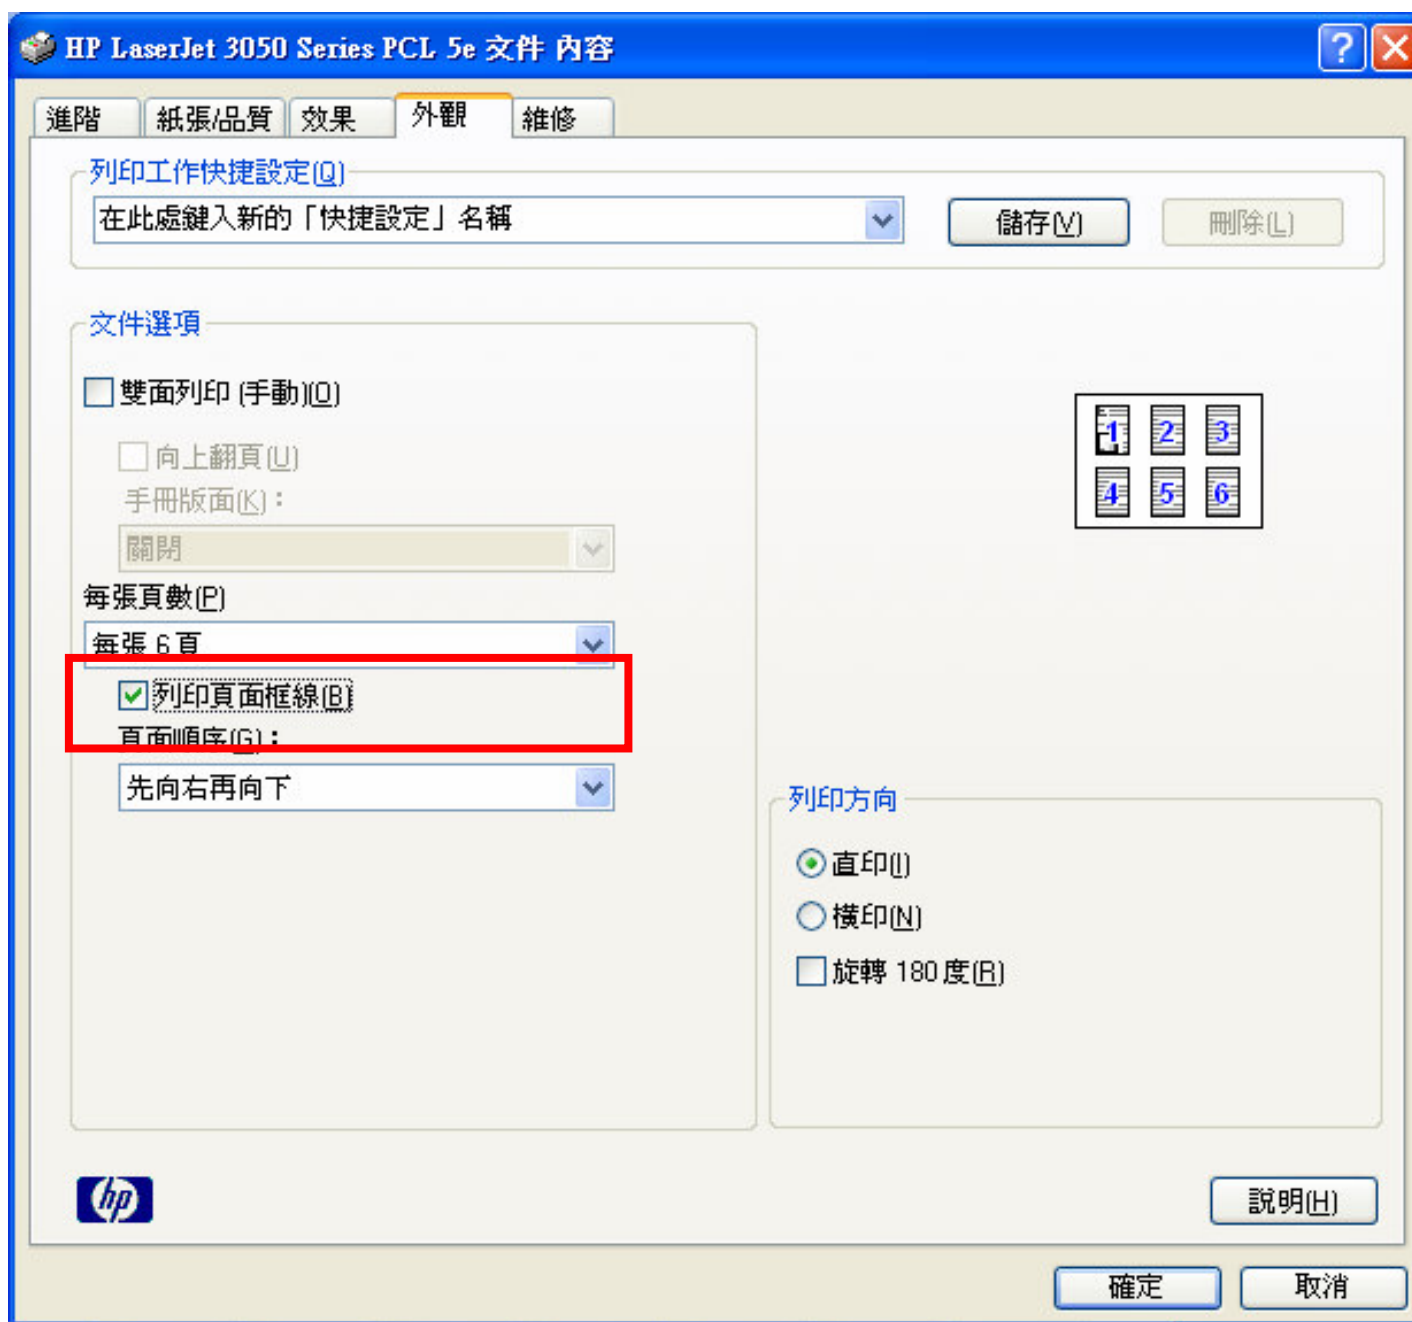 HP LaserJet 3050 Series PCL 5e 文件 內容
進階 紙張/品質 效果 外觀 維修
列印工作快捷設定(Q)
在此處鍵入新的「快捷設定」名稱 儲存(V) 刪除(L)
文件選項
雙面列印 (手動)(O)
向上翻頁(U)
手冊版面(K)：
關閉
每張頁數(P)
每張 6 頁
列印頁面框線(B)
頁面順序(G)：
先向右再向下
1 2 3
4 5 6
列印方向
直印(I)
橫印(N)
旋轉 180 度(R)
hp
說明(H)
確定 取消